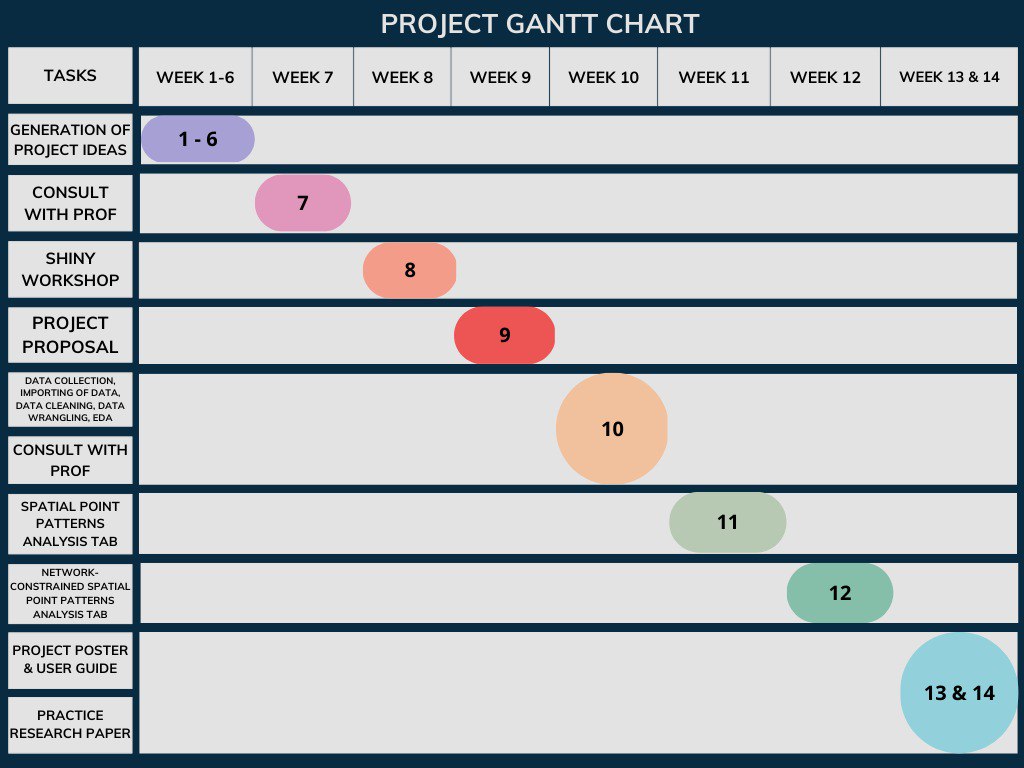 PROJECT GANTT CHART
TASKS
WEEK 1-6
WEEK 7
WEEK 8
WEEK 9
WEEK 10
WEEK 11
WEEK 12
WEEK 13 & 14
GENERATION OF
PROJECT IDEAS
1 - 6
CONSULT
WITH PROF
7
SHINY
WORKSHOP
8
PROJECT
PROPOSAL
9
DATA COLLECTION,
IMPORTING OF DATA,
DATA CLEANING, DATA
WRANGLING, EDA
CONSULT WITH
PROF
10
SPATIAL POINT
PATTERNS
ANALYSIS TAB
11
NETWORK-
CONSTRAINED SPATIAL
POINT PATTERNS
ANALYSIS TAB
12
PROJECT POSTER
& USER GUIDE
PRACTICE
RESEARCH PAPER
13 & 14